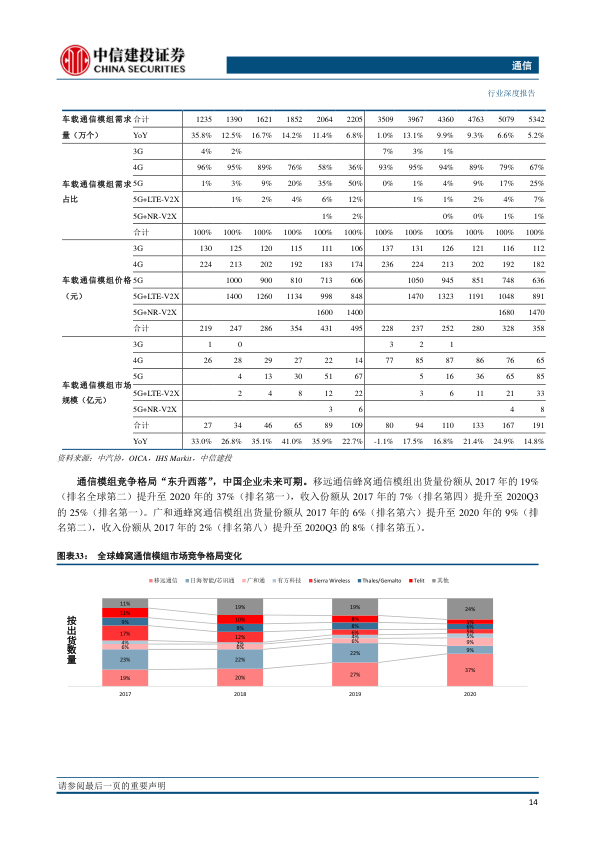 中信建投证券
CHINA SECURITIES
通信
行业深度报告
车载通信模组需求 合计 1235 1390 1621 1852 2064 2205 3509 3967 4360 4763 5079 5342
量（万个） YoY 35.8% 12.5% 16.7% 14.2% 11.4% 6.8% 1.0% 13.1% 9.9% 9.3% 6.6% 5.2%
3G 4% 2% 7% 3% 1%
4G 96% 95% 89% 76% 58% 36% 93% 95% 94% 89% 79% 67%
车载通信模组需求 5G 1% 3% 9% 20% 35% 50% 0% 1% 4% 9% 17% 25%
占比 5G+LTE-V2X 1% 2% 4% 6% 12% 1% 1% 2% 4% 7%
5G+NR-V2X 1% 2% 0% 0% 1% 1%
合计 100% 100% 100% 100% 100% 100% 100% 100% 100% 100% 100% 100%
3G 130 125 120 115 111 106 137 131 126 121 116 112
4G 224 213 202 192 183 174 236 224 213 202 192 182
车载通信模组价格 5G 1000 900 810 713 606 1050 945 851 748 636
（元） 5G+LTE-V2X 1400 1260 1134 998 848 1470 1323 1191 1048 891
5G+NR-V2X 1600 1400 1680 1470
合计 219 247 286 354 431 495 228 237 252 280 328 358
3G 1 0 3 2 1
4G 26 28 29 27 22 14 77 85 87 86 76 65
5G 4 13 30 51 67 5 16 36 65 85
车载通信模组市场
规模（亿元） 5G+LTE-V2X 2 4 8 12 22 3 6 11 21 33
5G+NR-V2X 3 6 4 8
合计 27 34 46 65 89 109 80 94 110 133 167 191
YoY 33.0% 26.8% 35.1% 41.0% 35.9% 22.7% -1.1% 17.5% 16.8% 21.4% 24.9% 14.8%
资料来源：中汽协，OICA，IHS Markit，中信建投
通信模组竞争格局“东升西落”，中国企业未来可期。移远通信蜂窝通信模组出货量份额从 2017 年的 19%
（排名全球第二）提升至 2020 年的 37%（排名第一），收入份额从 2017 年的 7%（排名第四）提升至 2020Q3
的 25%（排名第一）。广和通蜂窝通信模组出货量份额从 2017 年的 6%（排名第六）提升至 2020 年的 9%（排
名第二），收入份额从 2017 年的 2%（排名第八）提升至 2020Q3 的 8%（排名第五）。
图表33： 全球蜂窝通信模组市场竞争格局变化
移远通信 日海智能/芯讯通 广和通 有方科技 Sierra Wireless Thales/Gemalto Telit 其他
按出货数量
11% 19% 19% 24%
11% 10%
9% 9% 8% 6%
17% 12% 6% 5%
4% 4% 5%
6% 6% 6% 9%
23% 22% 22% 9%
19% 20% 27% 37%
2017 2018 2019 2020
请参阅最后一页的重要声明
14